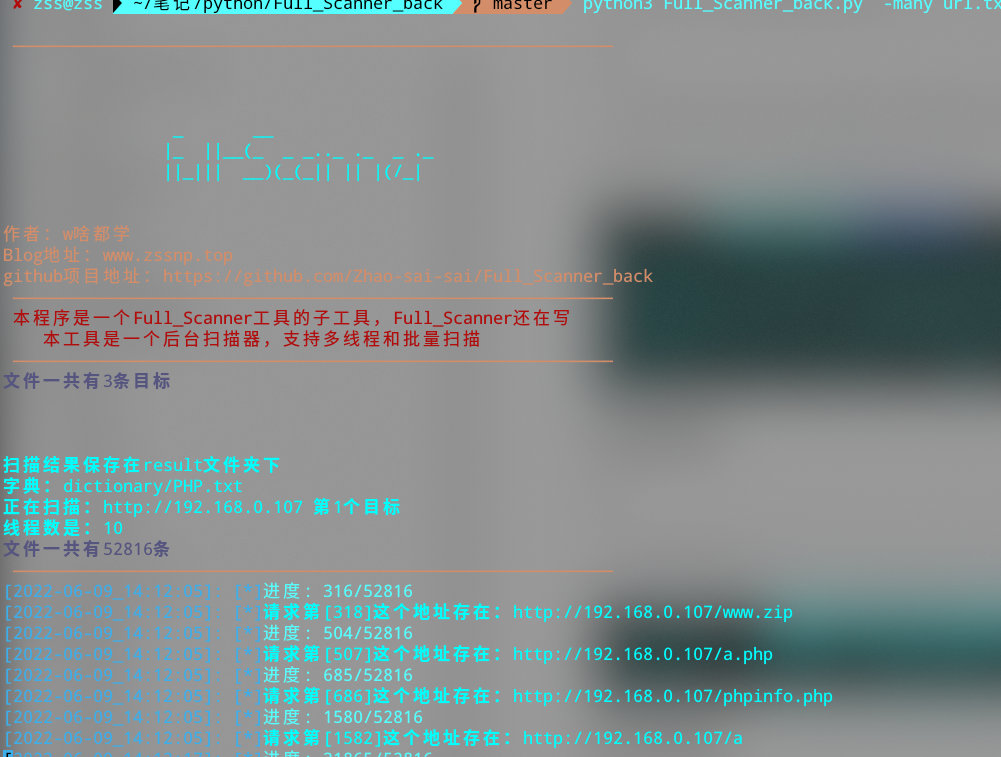 ✘ zss@zss ~/笔记/python/Full_Scanner_back master python3 Full_Scanner_back.py -many url.tx
作者：w啥都学
Blog地址：www.zssnp.top
github项目地址：https://github.com/Zhao-sai-sai/Full_Scanner_back
本程序是一个Full_Scanner工具的子工具，Full_Scanner还在写
本工具是一个后台扫描器，支持多线程和批量扫描
文件一共有3条目标
扫描结果保存在result文件夹下
字典：dictionary/PHP.txt
正在扫描：http://192.168.0.107 第1个目标
线程数是：10
文件一共有52816条
[2022-06-09_14:12:05]: [*]进度：316/52816
[2022-06-09_14:12:05]: [*]请求第[318]这个地址存在：http://192.168.0.107/www.zip
[2022-06-09_14:12:05]: [*]进度：504/52816
[2022-06-09_14:12:05]: [*]请求第[507]这个地址存在：http://192.168.0.107/a.php
[2022-06-09_14:12:05]: [*]进度：685/52816
[2022-06-09_14:12:05]: [*]请求第[686]这个地址存在：http://192.168.0.107/phpinfo.php
[2022-06-09_14:12:05]: [*]进度：1580/52816
[2022-06-09_14:12:05]: [*]请求第[1582]这个地址存在：http://192.168.0.107/a